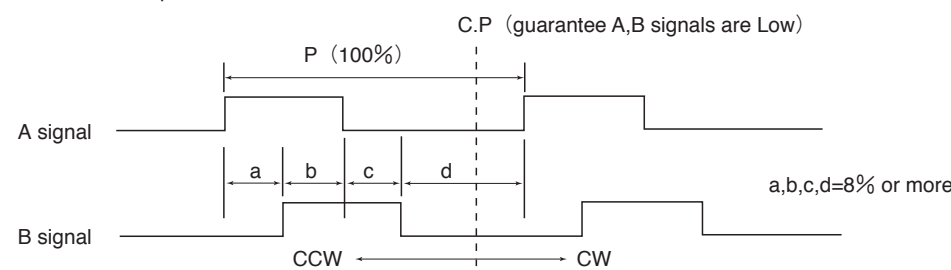 C.P（guarantee A,B signals are Low）
P（100%）
A signal
a b c d
a,b,c,d=8% or more
B signal
CCW CW